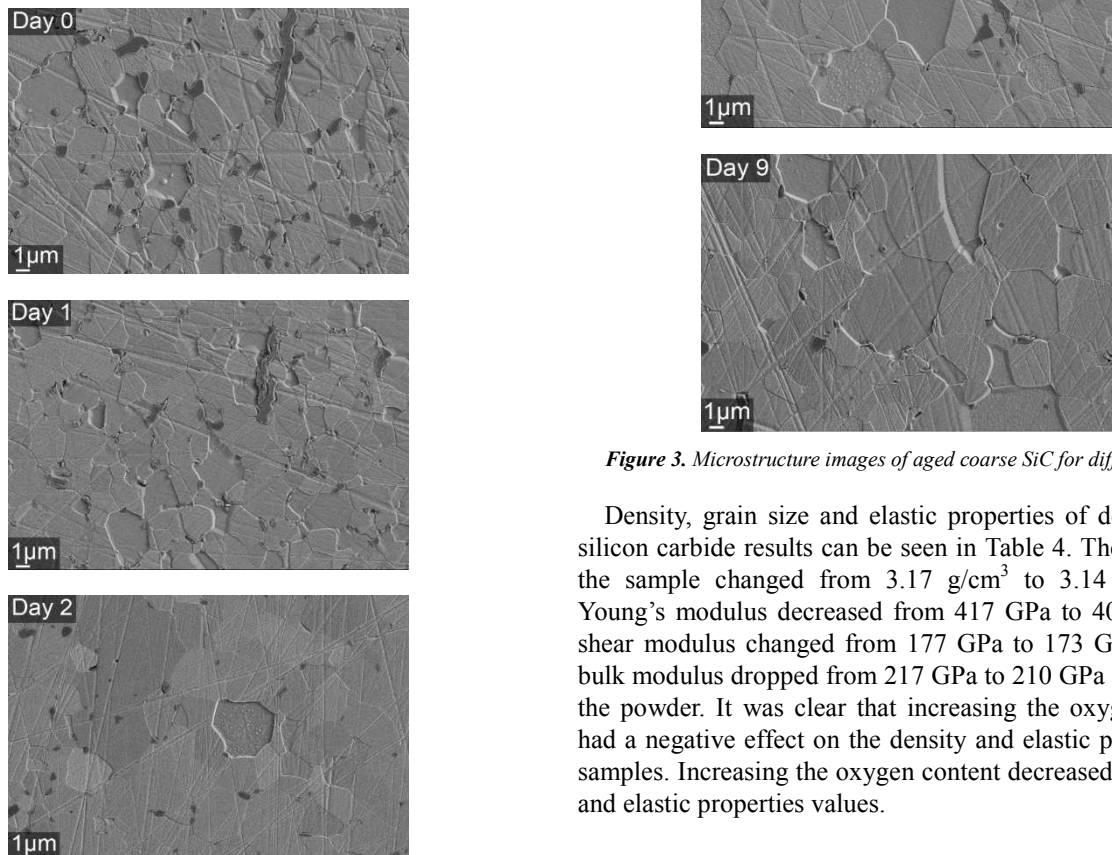 Day 0
1µm
Day 1
1µm
Day 2
1µm
1µm
Day 9
1µm
Figure 3. Microstructure images of aged coarse SiC for
Density, grain size and elastic properties of
silicon carbide results can be seen in Table 4.
the sample changed from 3.17 g/cm³ to 3.14
Young’s modulus decreased from 417 GPa to
shear modulus changed from 177 GPa to 173
bulk modulus dropped from 217 GPa to 210 GPa
the powder. It was clear that increasing the
had a negative effect on the density and elastic
samples. Increasing the oxygen content decreased
and elastic properties values.